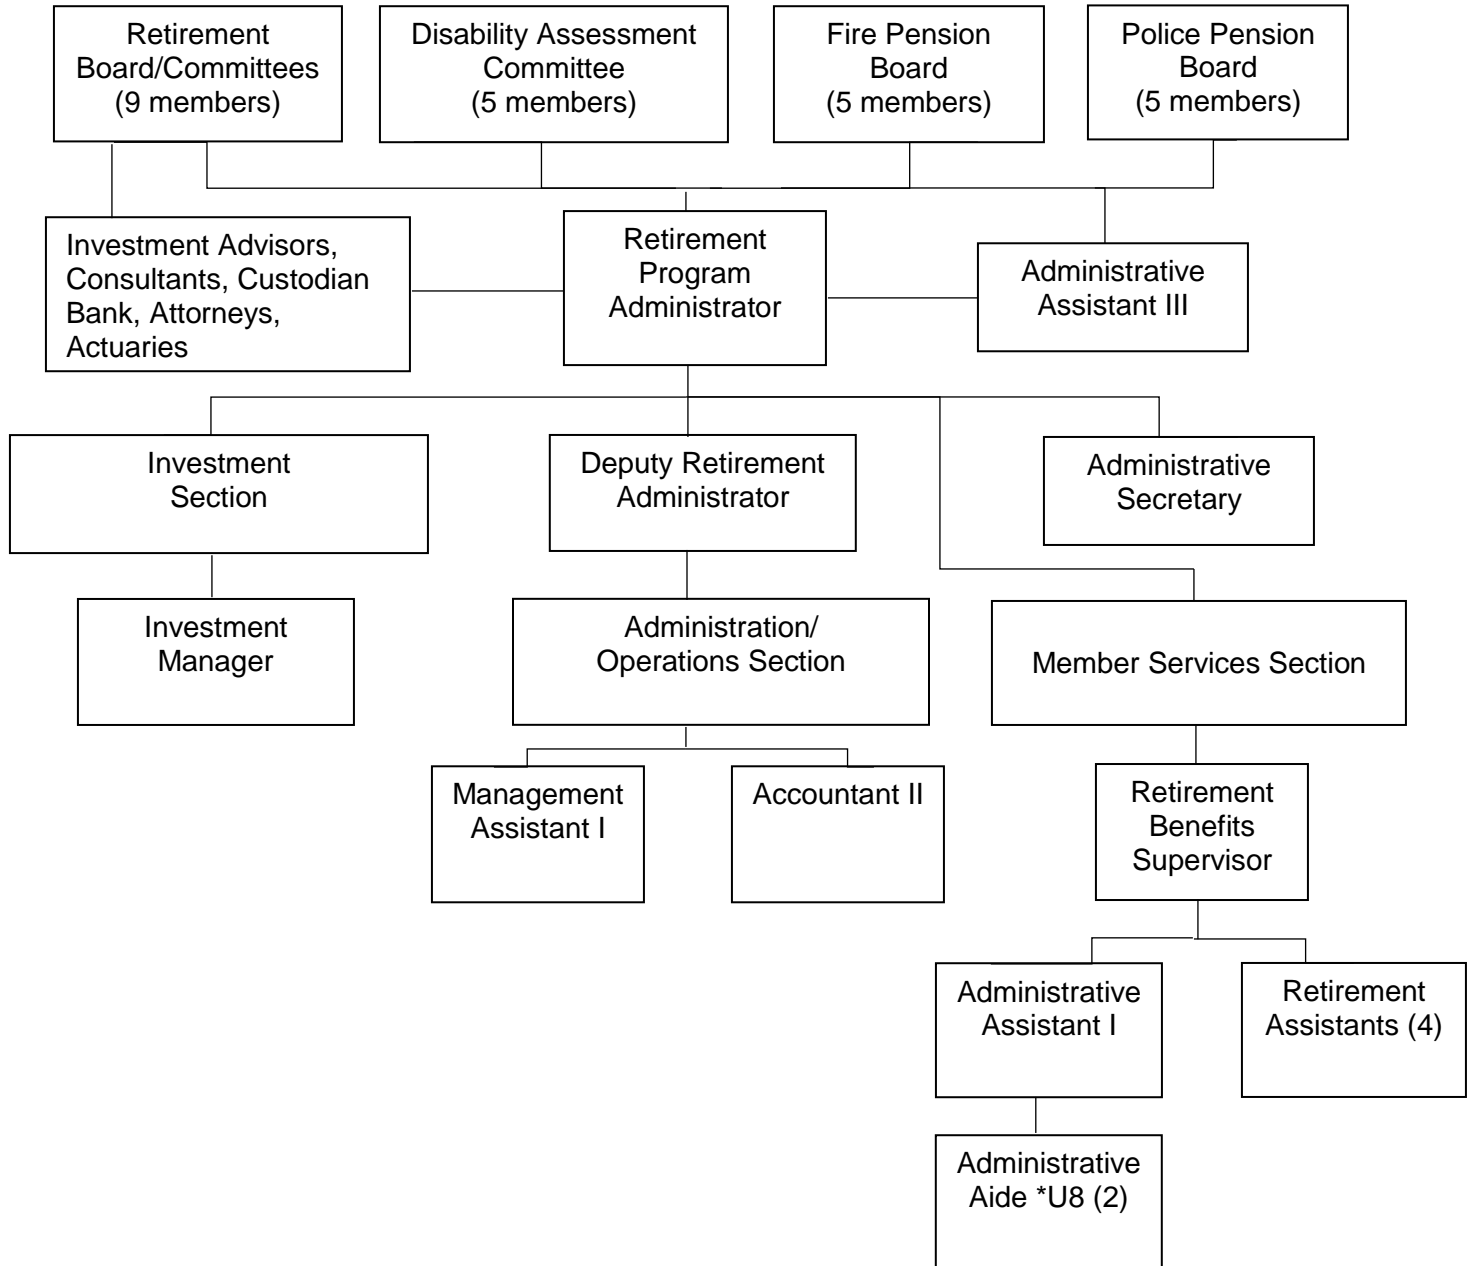 Retirement
Board/Committees
(9 members)
Disability Assessment
Committee
(5 members)
Fire Pension
Board
(5 members)
Police Pension
Board
(5 members)
Investment Advisors,
Consultants, Custodian
Bank, Attorneys,
Actuaries
Retirement
Program
Administrator
Administrative
Assistant III
Investment
Section
Deputy Retirement
Administrator
Administrative
Secretary
Investment
Manager
Administration/
Operations Section
Member Services Section
Management
Assistant I
Accountant II
Retirement
Benefits
Supervisor
Administrative
Assistant I
Retirement
Assistants (4)
Administrative
Aide *U8 (2)